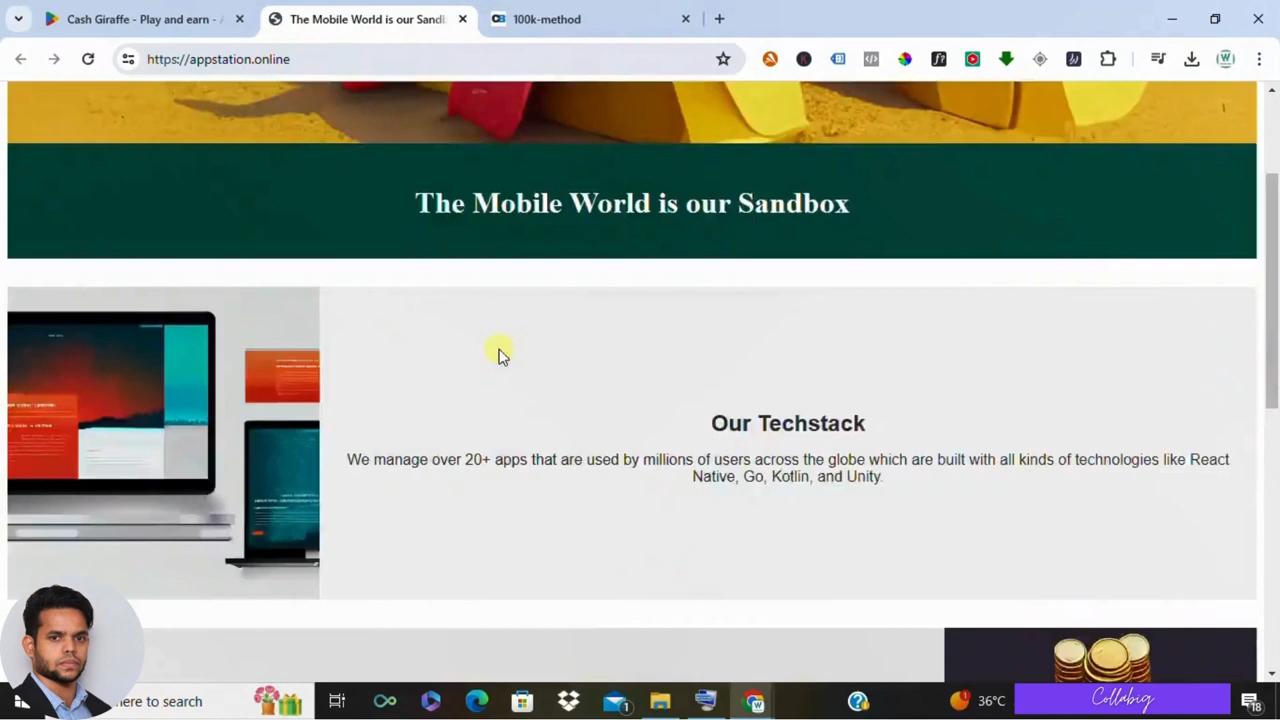 Cash Giraffe - Play and earn - A
The Mobile World is our Sandb
100k-method
https://appstation.online
The Mobile World is our Sandbox
Our Techstack
We manage over 20+ apps that are used by millions of users across the globe which are built with all kinds of technologies like React
Native, Go, Kotlin, and Unity.
here to search
1
36°C
Collabig
18